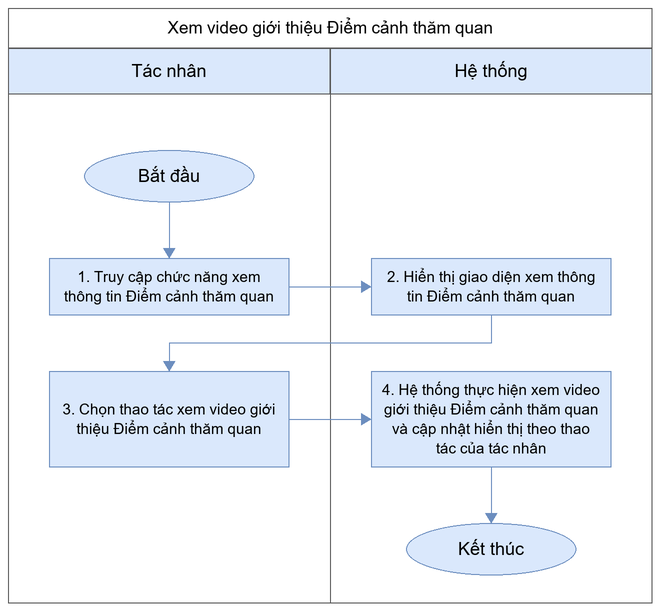 Xem video giới thiệu Điểm cảnh thăm quan
Tác nhân
Hệ thống
Bắt đầu
1. Truy cập chức năng xem
thông tin Điểm cảnh thăm quan
2. Hiển thị giao diện xem thông
tin Điểm cảnh thăm quan
3. Chọn thao tác xem video giới
thiệu Điểm cảnh thăm quan
4. Hệ thống thực hiện xem video
giới thiệu Điểm cảnh thăm quan
và cập nhật hiển thị theo thao
tác của tác nhân
Kết thúc